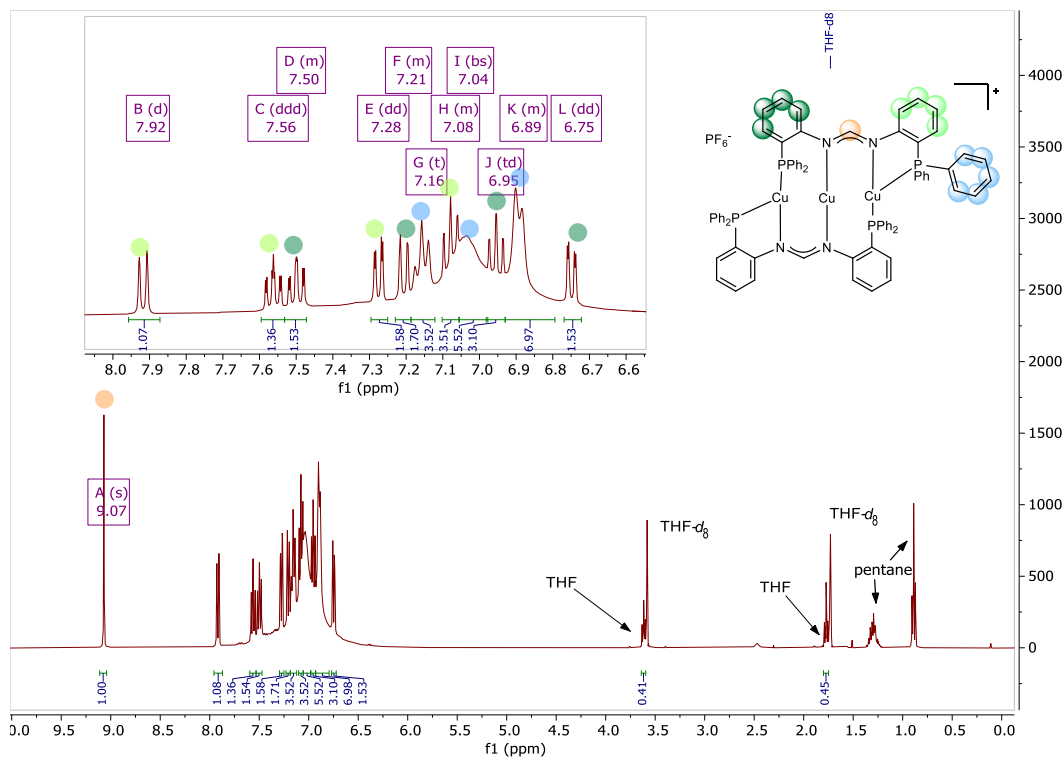 THF-d8
D (m)
7.50
F (m)
7.21
I (bs)
7.04
B (d)
7.92
C (ddd)
7.56
E (dd)
7.28
H (m)
7.08
K (m)
6.89
L (dd)
6.75
G (t)
7.16
J (td)
6.95
1.07
1.36
1.53
1.58
1.70
3.52
3.51
5.52
3.10
6.97
1.53
8.0 7.9 7.8 7.7 7.6 7.5 7.4 7.3 7.2 7.1 7.0 6.9 6.8 6.7 6.6
f1 (ppm)
+
PF6-
N N
PPh2
P
Ph
Cu Cu Cu
Ph2P
PPh2
N N
A (s)
9.07
THF
THF-d8
THF
THF-d8
pentane
1.00
1.08
1.36
1.54
1.58
1.71
3.52
3.52
5.52
3.10
6.98
1.53
0.41
0.45
0.0 9.5 9.0 8.5 8.0 7.5 7.0 6.5 6.0 5.5 5.0 4.5 4.0 3.5 3.0 2.5 2.0 1.5 1.0 0.5 0.0
f1 (ppm)
4000
3500
3000
2500
2000
1500
1000
500
0